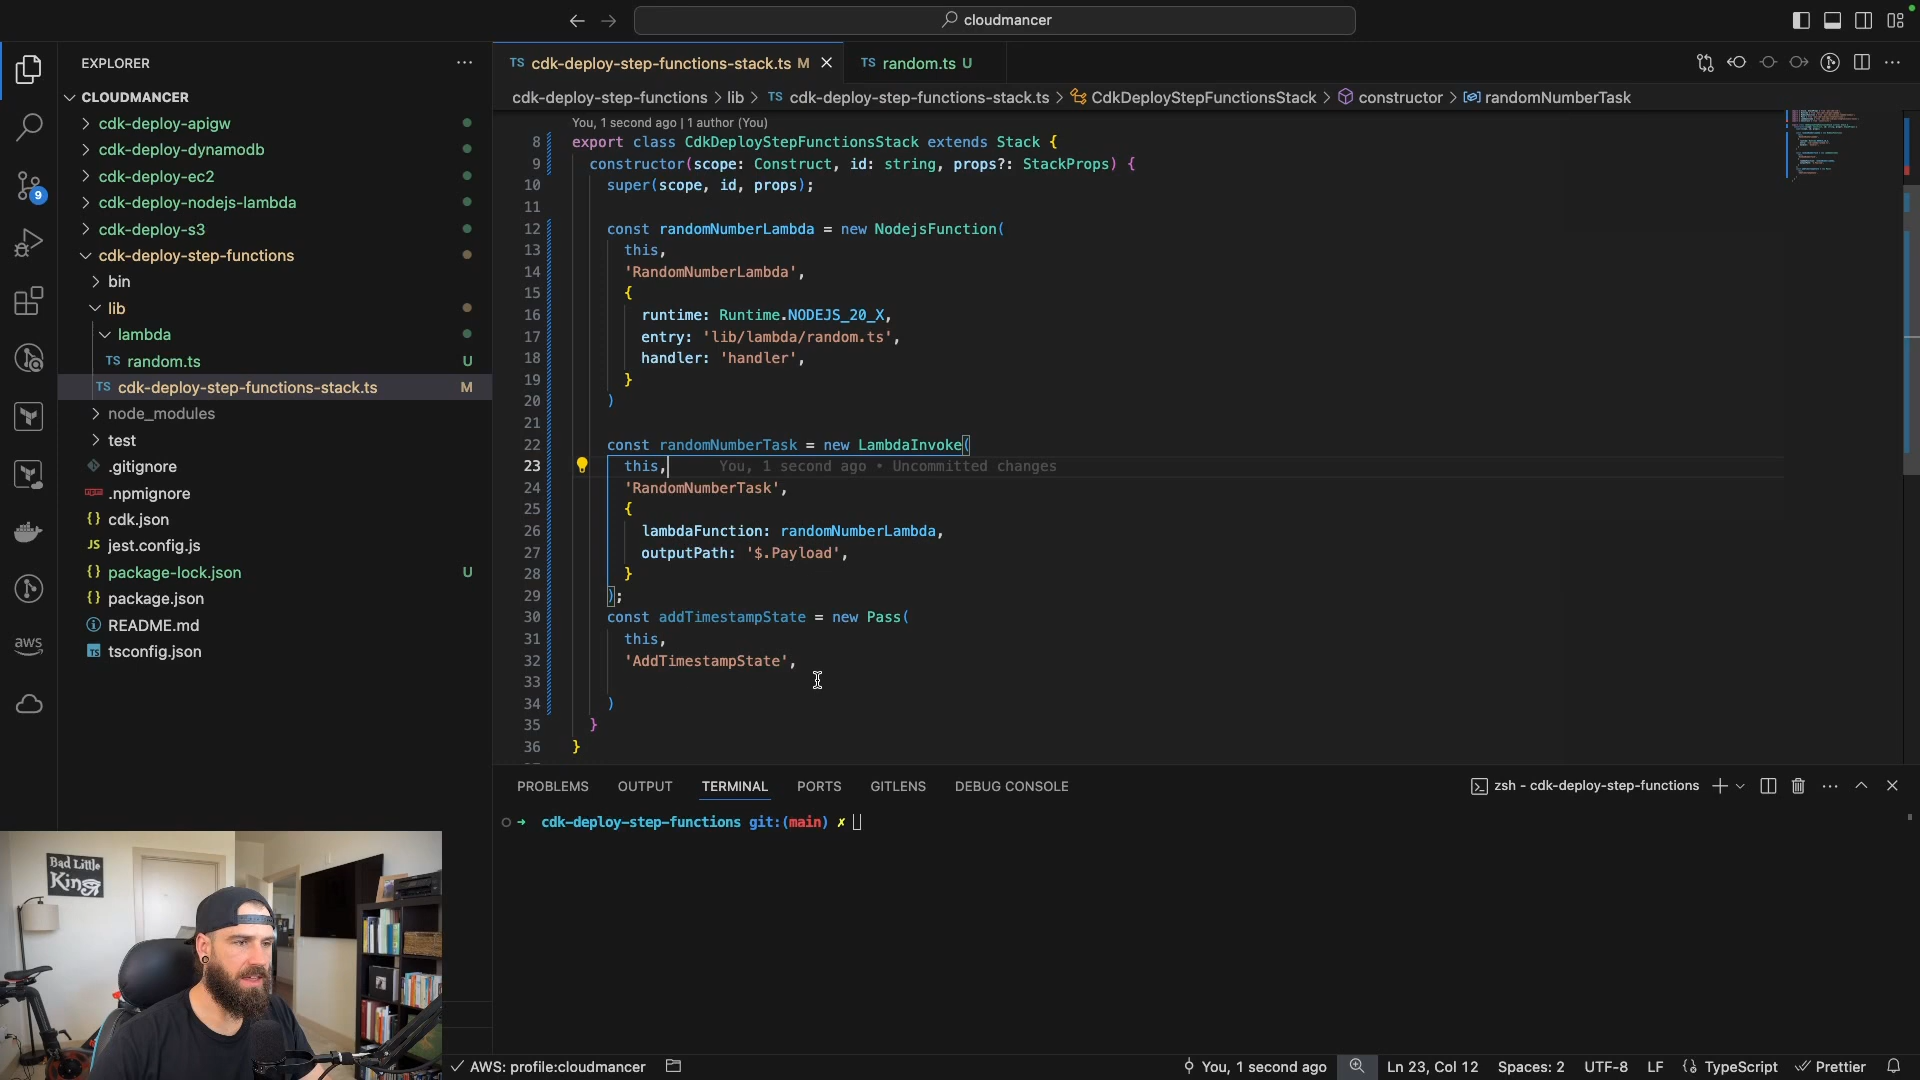 cloudmancer
EXPLORER
CLOUDMANCER
cdk-deploy-apigw
cdk-deploy-dynamodb
cdk-deploy-ec2
cdk-deploy-nodejs-lambda
cdk-deploy-s3
cdk-deploy-step-functions
bin
lib
lambda
TS random.ts U
TS cdk-deploy-step-functions-stack.ts M
node_modules
test
.gitignore
.npmignore
{} cdk.json
JS jest.config.js
{} package-lock.json U
{} package.json
README.md
TS tsconfig.json
9
aws
TS cdk-deploy-step-functions-stack.ts M
TS random.ts U
cdk-deploy-step-functions > lib > TS cdk-deploy-step-functions-stack.ts > CdkDeployStepFunctionsStack > constructor > randomNumberTask
You, 1 second ago | 1 author (You)
8 export class CdkDeployStepFunctionsStack extends Stack {
9 constructor(scope: Construct, id: string, props?: StackProps) {
10 super(scope, id, props);
11
12 const randomNumberLambda = new NodejsFunction(
13 this,
14 'RandomNumberLambda',
15 {
16 runtime: Runtime.NODEJS_20_X,
17 entry: 'lib/lambda/random.ts',
18 handler: 'handler',
19 }
20 )
21
22 const randomNumberTask = new LambdaInvoke(
23 this, You, 1 second ago • Uncommitted changes
24 'RandomNumberTask',
25 {
26 lambdaFunction: randomNumberLambda,
27 outputPath: '$.Payload',
28 }
29 );
30 const addTimestampState = new Pass(
31 this,
32 'AddTimestampState',
33
34 )
35 }
36 }
PROBLEMS OUTPUT TERMINAL PORTS GITLENS DEBUG CONSOLE
zsh - cdk-deploy-step-functions
→ cdk-deploy-step-functions git:(main) ✗
Bad Little King
AWS: profile:cloudmancer
You, 1 second ago
Ln 23, Col 12
Spaces: 2
UTF-8
LF
{} TypeScript
Prettier